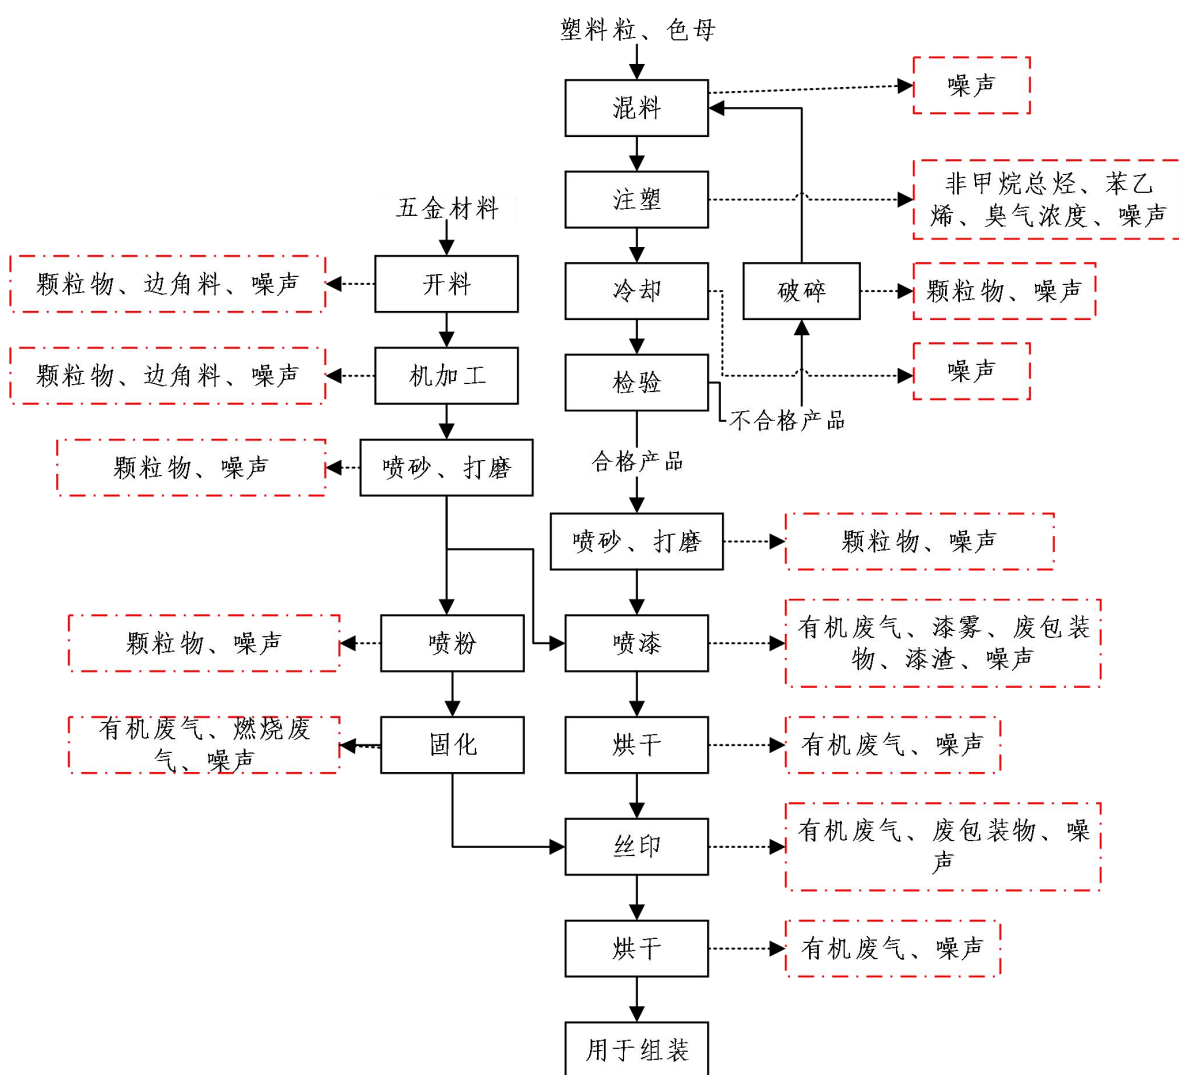 塑料粒、色母
混料
噪声
注塑
非甲烷总烃、苯乙
烯、臭气浓度、噪声
五金材料
开料
颗粒物、边角料、噪声
冷却
破碎
颗粒物、噪声
机加工
颗粒物、边角料、噪声
检验
噪声
不合格产品
合格产品
喷砂、打磨
颗粒物、噪声
喷砂、打磨
颗粒物、噪声
喷粉
颗粒物、噪声
喷漆
有机废气、漆雾、废包装
物、漆渣、噪声
固化
有机废气、燃烧废
气、噪声
烘干
有机废气、噪声
丝印
有机废气、废包装物、噪
声
烘干
有机废气、噪声
用于组装